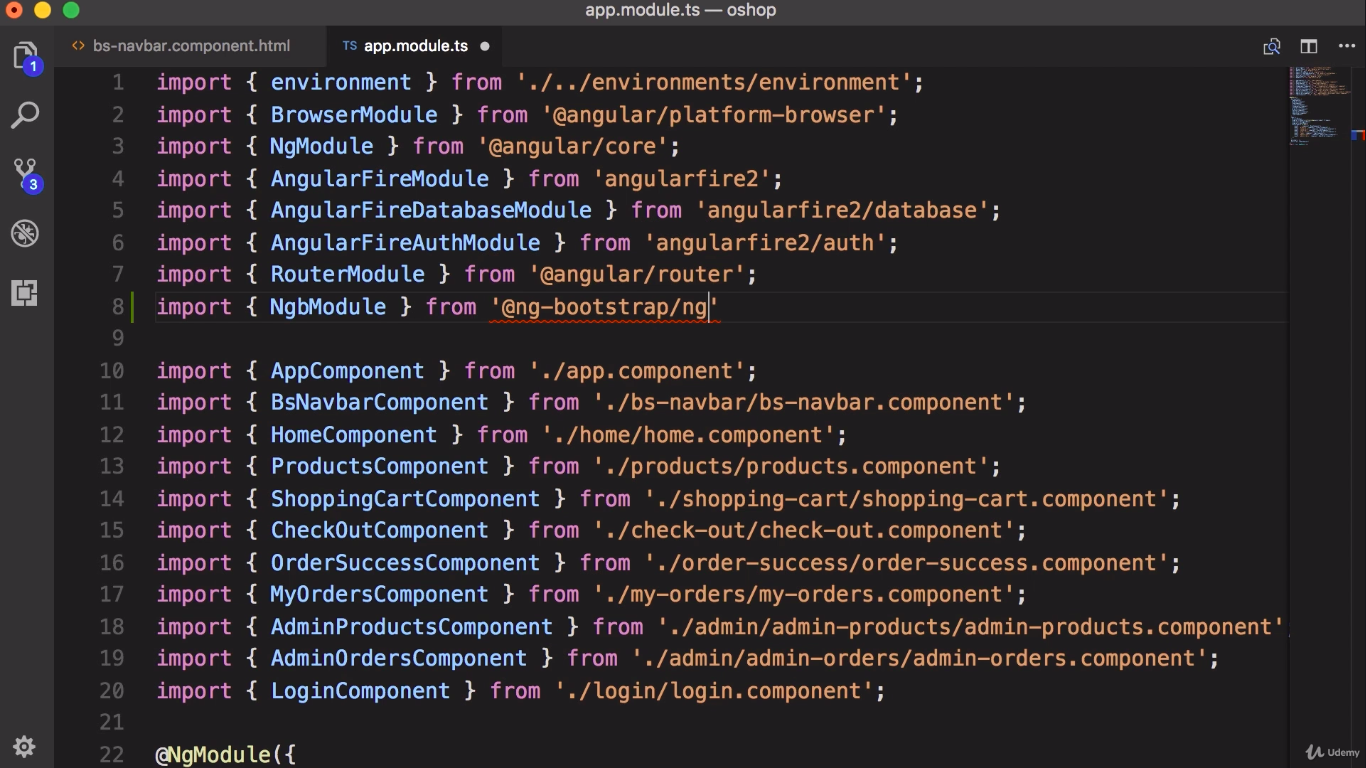 app.module.ts — oshop
bs-navbar.component.html
TS app.module.ts
1 import { environment } from './../environments/environment';
2 import { BrowserModule } from '@angular/platform-browser';
3 import { NgModule } from '@angular/core';
4 import { AngularFireModule } from 'angularfire2';
5 import { AngularFireDatabaseModule } from 'angularfire2/database';
6 import { AngularFireAuthModule } from 'angularfire2/auth';
7 import { RouterModule } from '@angular/router';
8 import { NgbModule } from '@ng-bootstrap/ng'
9
10 import { AppComponent } from './app.component';
11 import { BsNavbarComponent } from './bs-navbar/bs-navbar.component';
12 import { HomeComponent } from './home/home.component';
13 import { ProductsComponent } from './products/products.component';
14 import { ShoppingCartComponent } from './shopping-cart/shopping-cart.component';
15 import { CheckOutComponent } from './check-out/check-out.component';
16 import { OrderSuccessComponent } from './order-success/order-success.component';
17 import { MyOrdersComponent } from './my-orders/my-orders.component';
18 import { AdminProductsComponent } from './admin/admin-products/admin-products.component'
19 import { AdminOrdersComponent } from './admin/admin-orders/admin-orders.component';
20 import { LoginComponent } from './login/login.component';
21
22 @NgModule({
1
3
Udemy